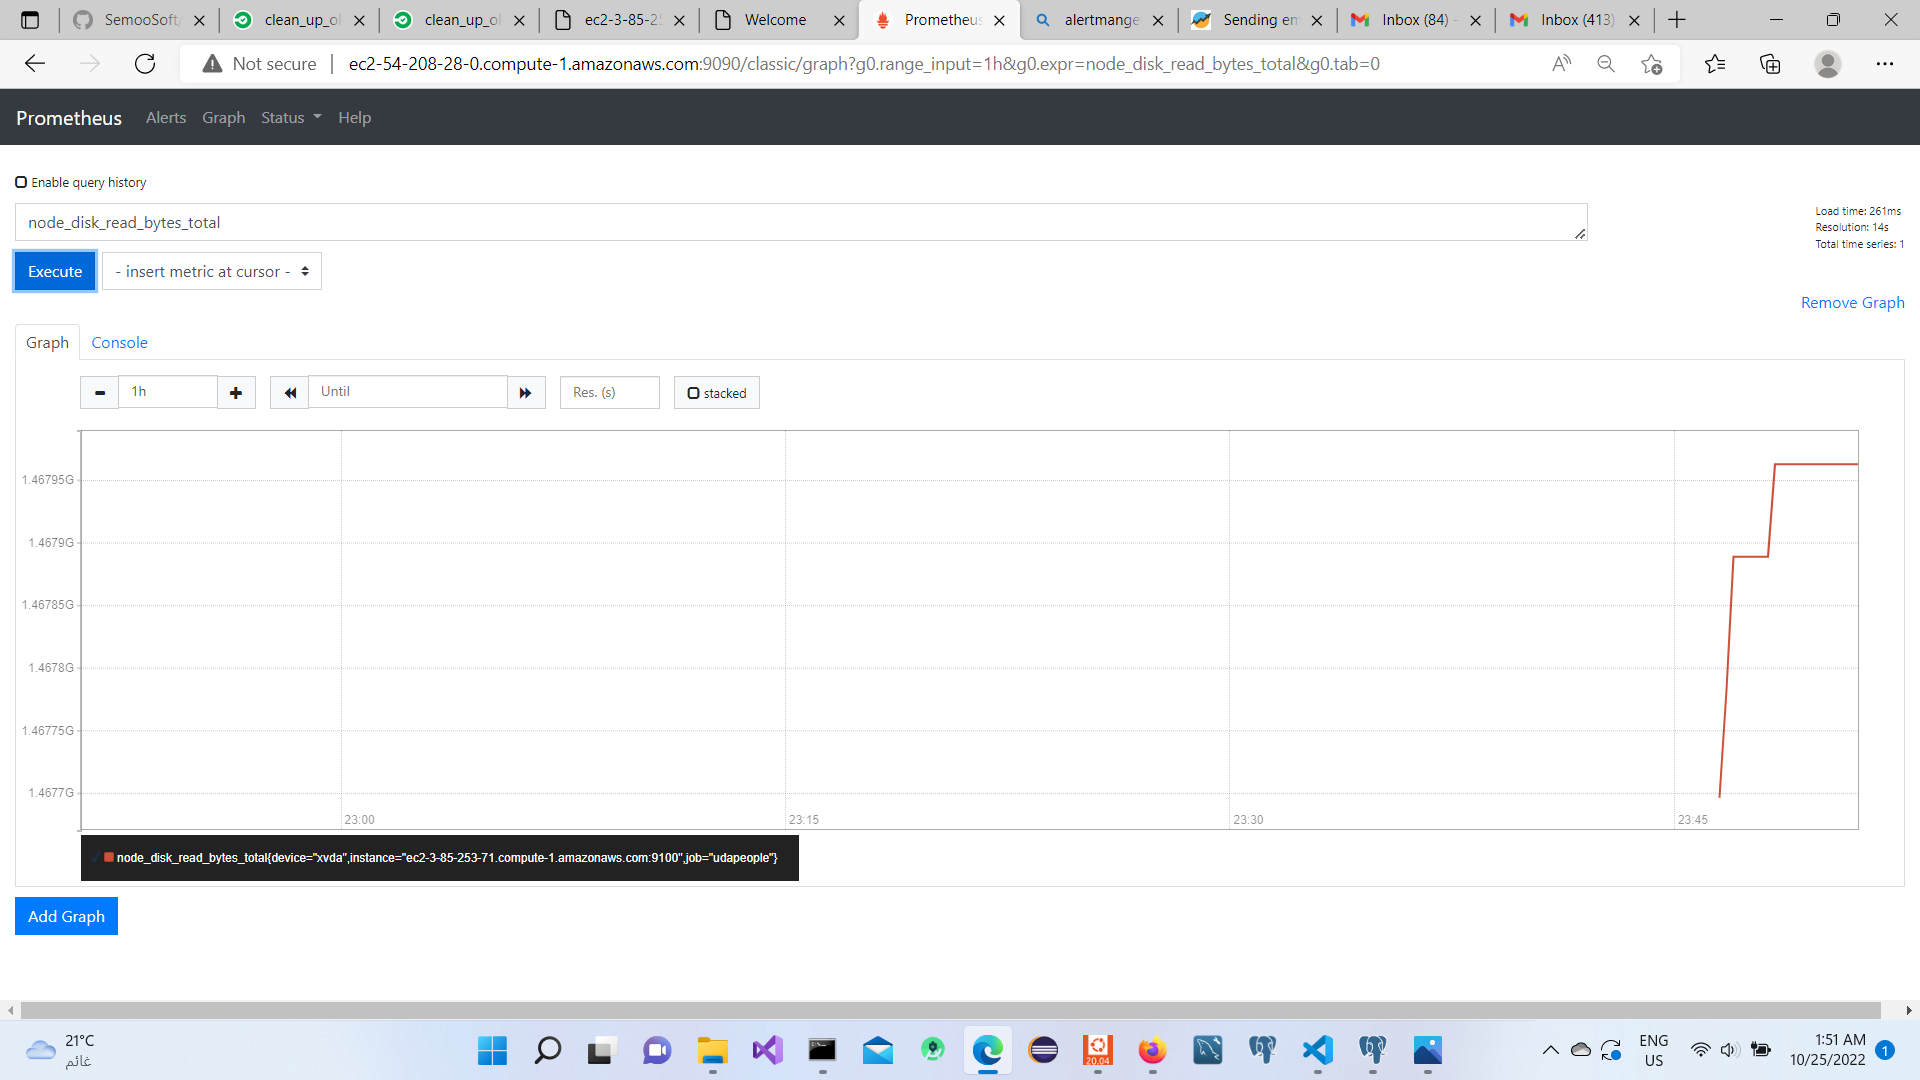 SemooSoft/
clean_up_ol
clean_up_ol
ec2-3-85-25
Welcome
Prometheus
alertmange
Sending em
Inbox (84) -
Inbox (413)
Not secure
ec2-54-208-28-0.compute-1.amazonaws.com:9090/classic/graph?g0.range_input=1h&g0.expr=node_disk_read_bytes_total&g0.tab=0
Prometheus Alerts Graph Status Help
Enable query history
node_disk_read_bytes_total
Load time: 261ms
Resolution: 14s
Total time series: 1
Execute
- insert metric at cursor -
Remove Graph
Graph Console
1h
Until
Res. (s)
stacked
1.46795G
1.4679G
1.46785G
1.4678G
1.46775G
1.4677G
23:00 23:15 23:30 23:45
node_disk_read_bytes_total{device="xvda",instance="ec2-3-85-253-71.compute-1.amazonaws.com:9100",job="udapeople"}
Add Graph
21°C
غائم
20.04
ENG
US
1:51 AM
10/25/2022
1